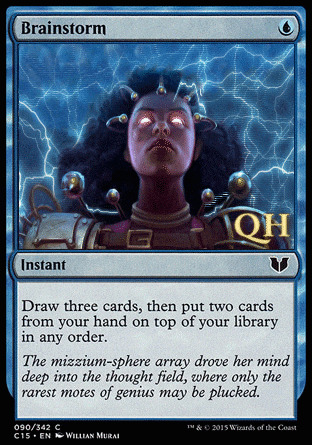 Brainstorm
QH
Instant
Draw three cards, then put two cards
from your hand on top of your library
in any order.
The mizzium-sphere array drove her mind
deep into the thought field, where only the
rarest motes of genius may be plucked.
090/342 C
C15 • EN Willian Murai
™ & © 2015 Wizards of the Coast